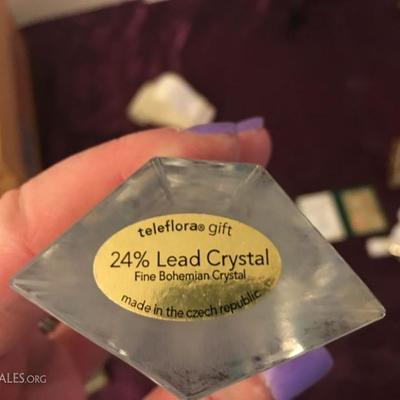 teleflora® gift
24% Lead Crystal
Fine Bohemian Crystal
made in the czech republic
ALES.ORG